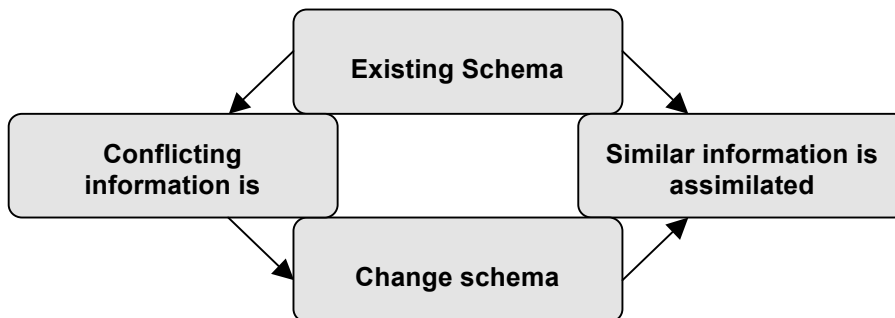 Existing Schema
Conflicting
information is
Similar information is
assimilated
Change schema